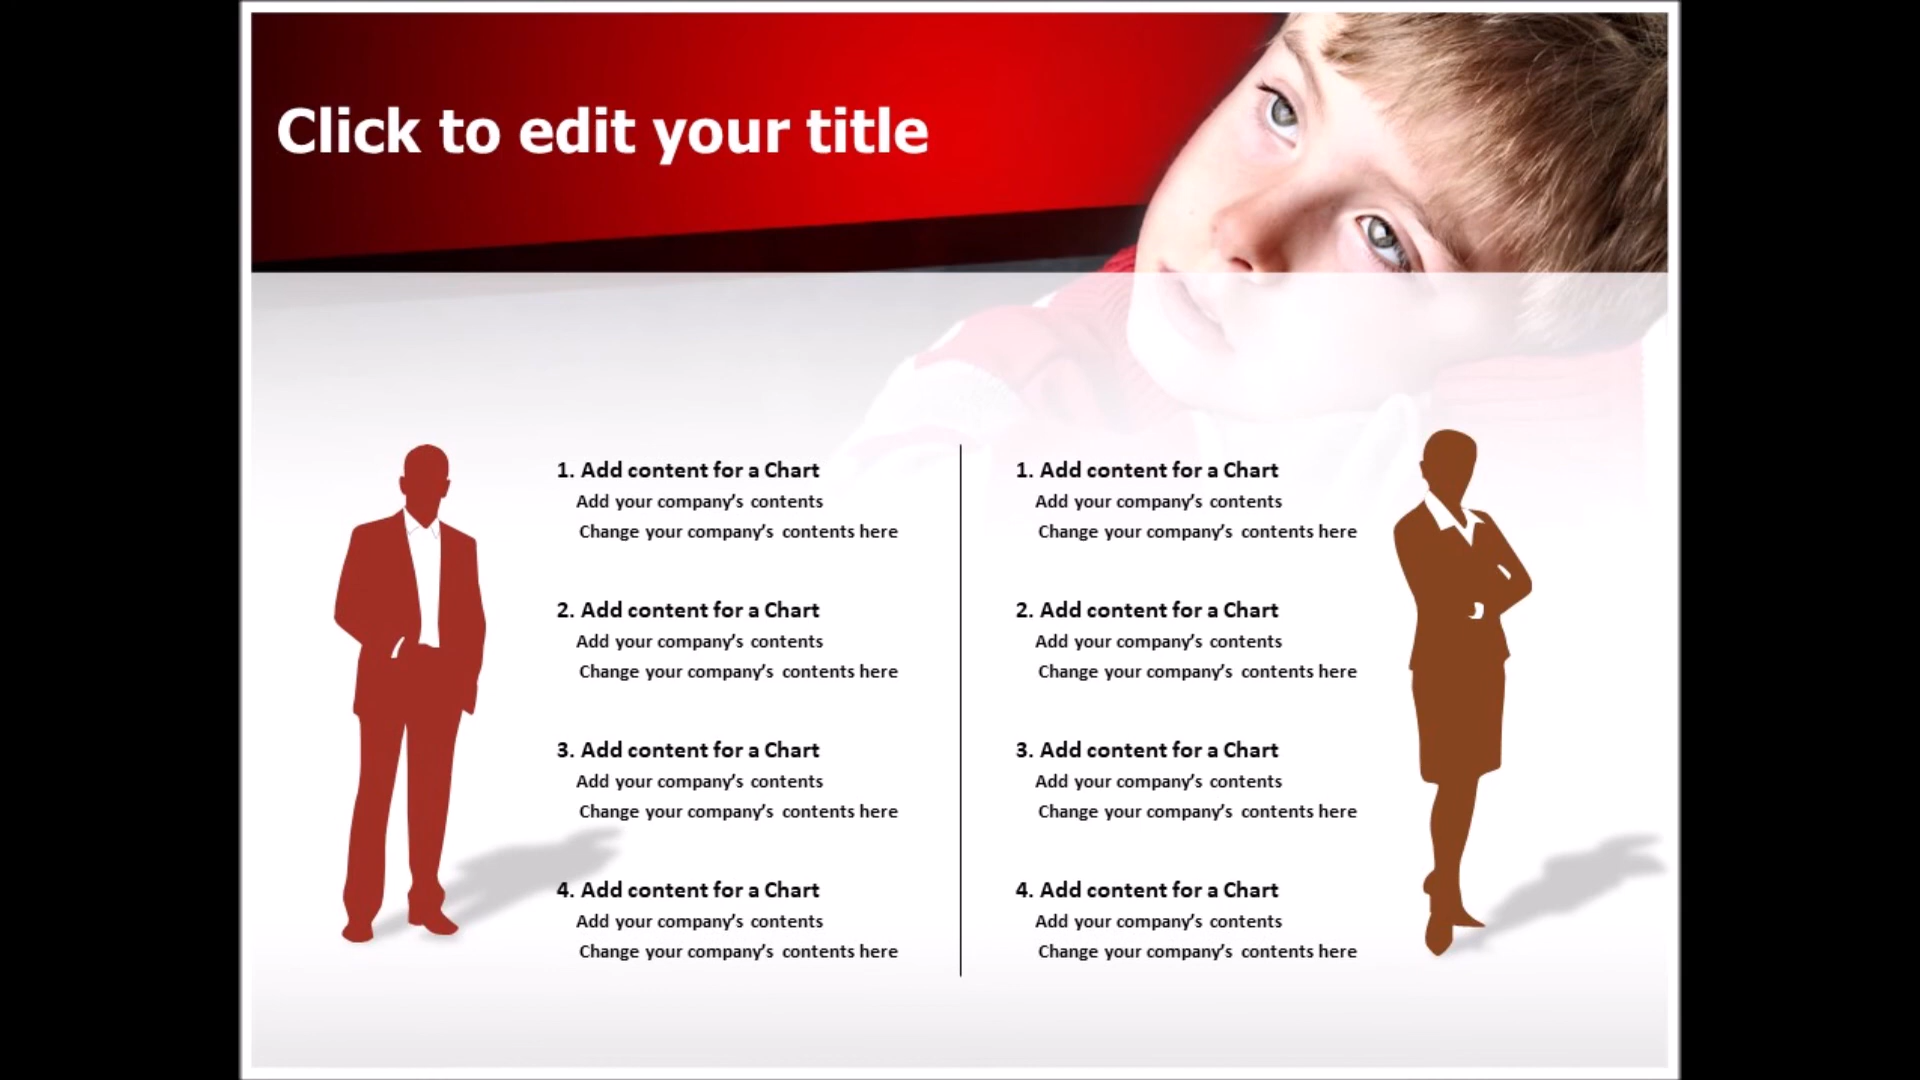 Click to edit your title
1. Add content for a Chart
Add your company's contents
Change your company's contents here
2. Add content for a Chart
Add your company's contents
Change your company's contents here
3. Add content for a Chart
Add your company's contents
Change your company's contents here
4. Add content for a Chart
Add your company's contents
Change your company's contents here
1. Add content for a Chart
Add your company's contents
Change your company's contents here
2. Add content for a Chart
Add your company's contents
Change your company's contents here
3. Add content for a Chart
Add your company's contents
Change your company's contents here
4. Add content for a Chart
Add your company's contents
Change your company's contents here